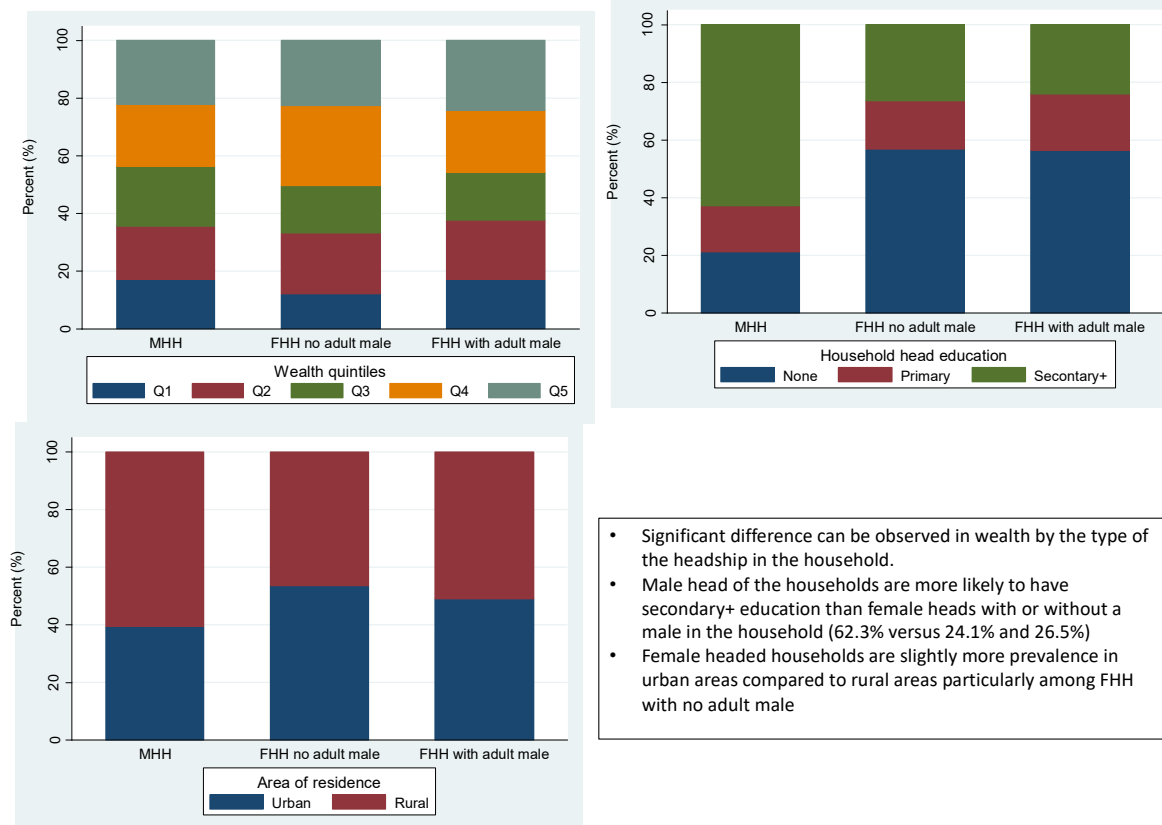 Percent (%)
100
80
60
40
20
0
MHH FHH no adult male FHH with adult male
Wealth quintiles
Q1 Q2 Q3 Q4 Q5
100
80
60
40
20
0
Percent (%)
MHH FHH no adult male FHH with adult male
Household head education
None Primary Secontary+
Percent (%)
100
80
60
40
20
0
MHH FHH no adult male FHH with adult male
Area of residence
Urban Rural
• Significant difference can be observed in wealth by the type of
the headship in the household.
• Male head of the households are more likely to have
secondary+ education than female heads with or without a
male in the household (62.3% versus 24.1% and 26.5%)
• Female headed households are slightly more prevalence in
urban areas compared to rural areas particularly among FHH
with no adult male